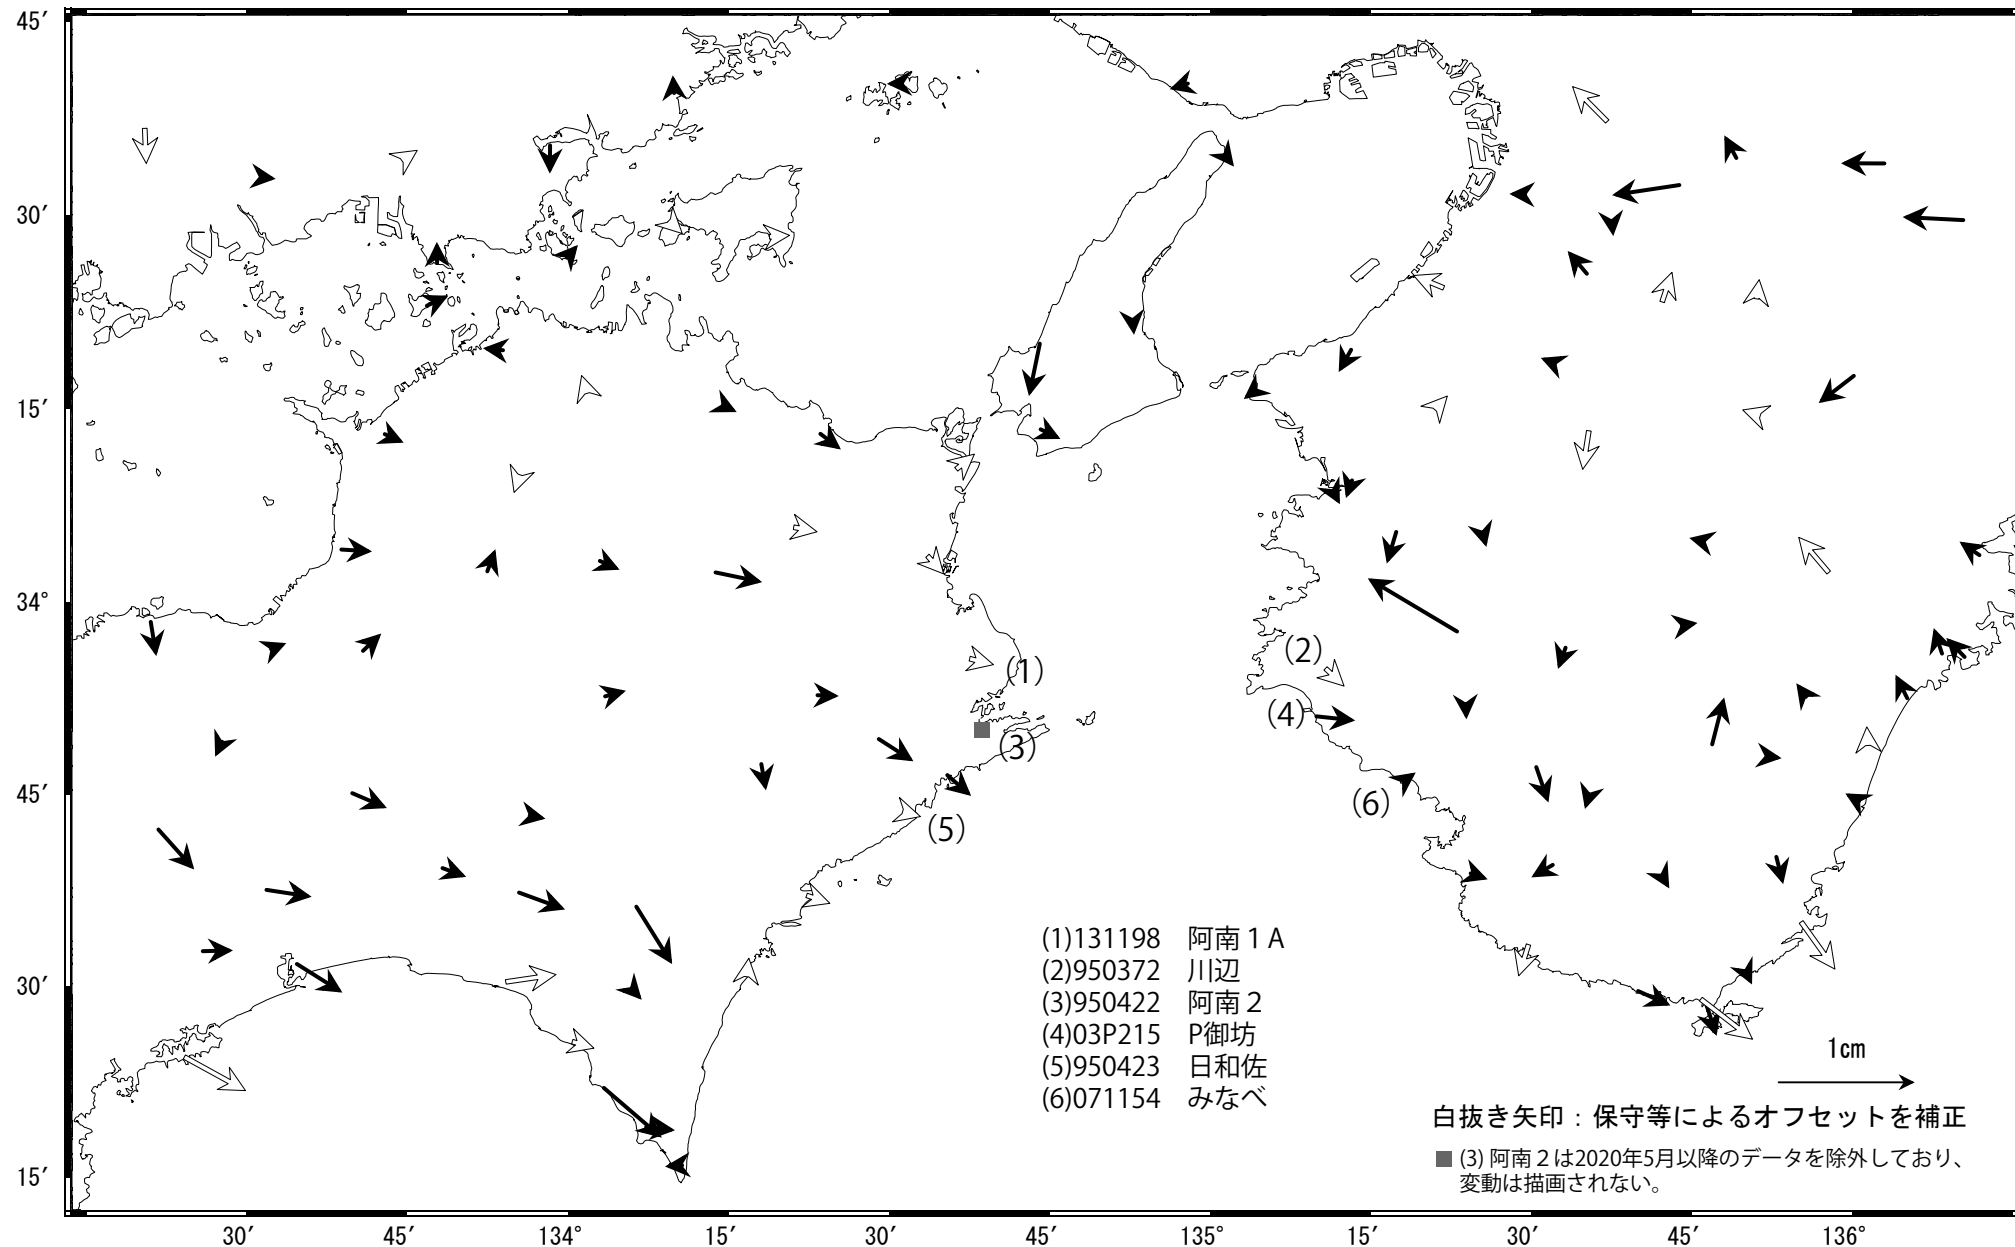 45′
30′
15′
34°
45′
30′
15′
(1)
(2)
(4)
(3)
(6)
(5)
(1)131198 阿南１A
(2)950372 川辺
(3)950422 阿南２
(4)03P215 P御坊
(5)950423 日和佐
(6)071154 みなべ
1cm
白抜き矢印：保守等によるオフセットを補正
(3) 阿南２は2020年5月以降のデータを除外しており、
変動は描画されない。
30′ 45′ 134° 15′ 30′ 45′ 135° 15′ 30′ 45′ 136°